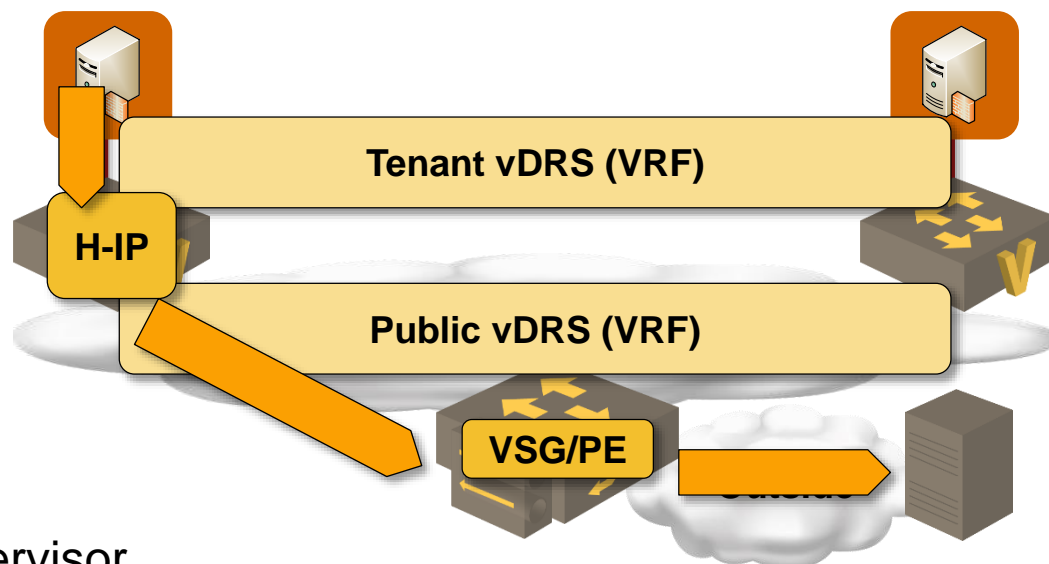 Tenant vDRS (VRF)
H-IP
V
Public vDRS (VRF)
VSG/PE